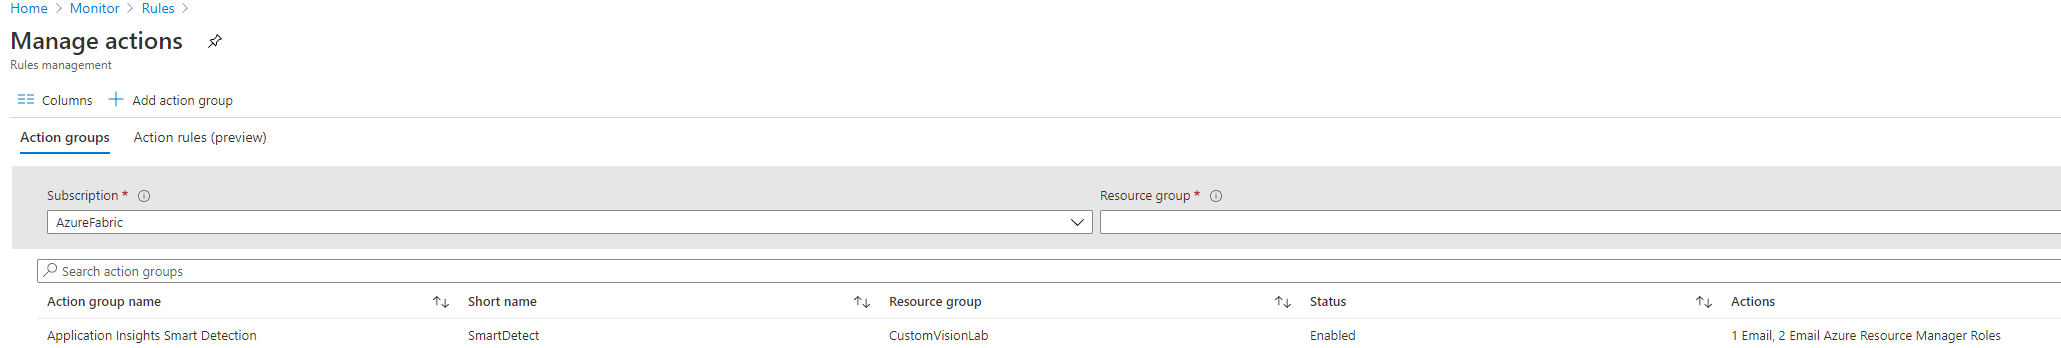 Home > Monitor > Rules >
Manage actions
Rules management
Columns Add action group
Action groups Action rules (preview)
Subscription * Resource group *
AzureFabric
Search action groups
Action group name Short name Resource group Status Actions
Application Insights Smart Detection SmartDetect CustomVisionLab Enabled 1 Email, 2 Email Azure Resource Manager Roles